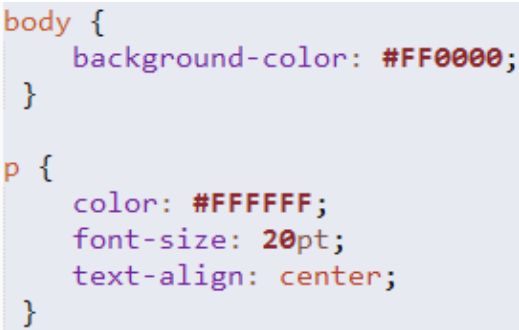 body {
    background-color: #FF0000;
 }

p {
    color: #FFFFFF;
    font-size: 20pt;
    text-align: center;
 }